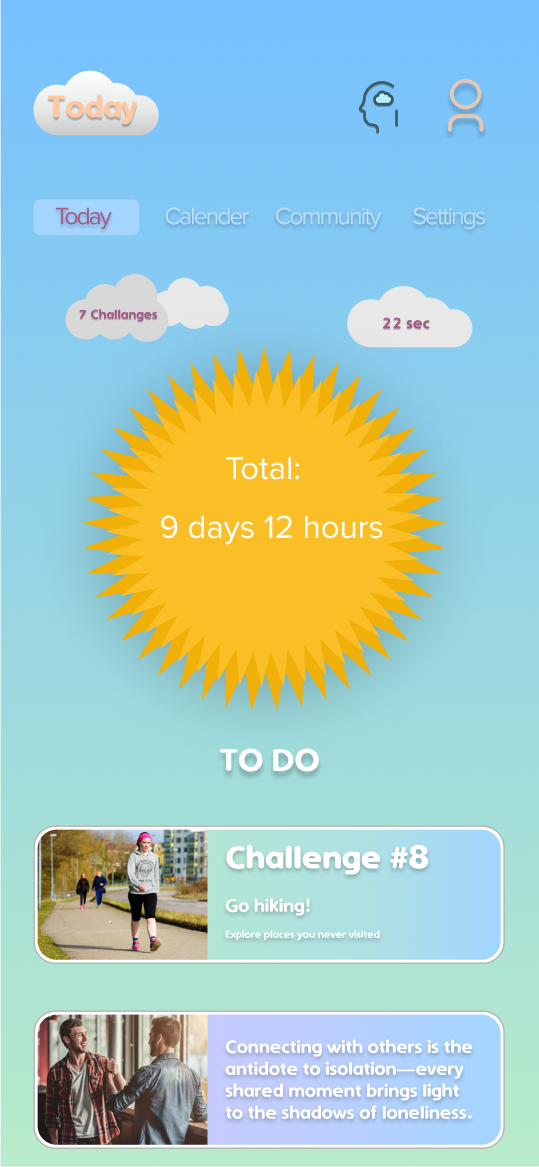 Today
Today Calender Community Settings
7 Challanges
22 sec
Total:
9 days 12 hours
TO DO
Challenge #8
Go hiking!
Explore places you never visited
Connecting with others is the
antidote to isolation—every
shared moment brings light
to the shadows of loneliness.